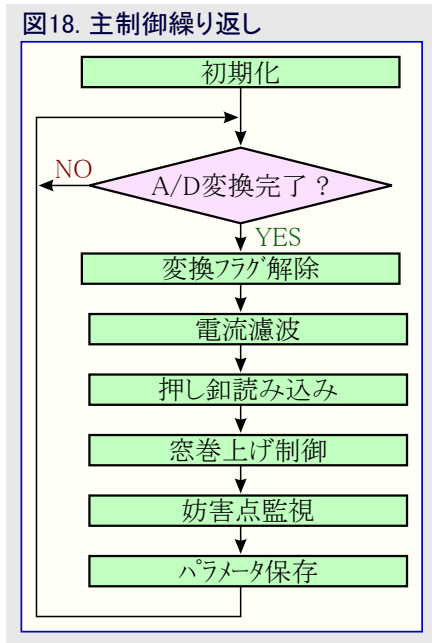 図18. 主制御繰り返し
初期化
NO
A/D変換完了 ?
YES
変換ﾌﾗｸﾞ解除
電流濾波
押し釦読み込み
窓巻上げ制御
妨害点監視
ﾊﾟﾗﾒｰﾀ保存